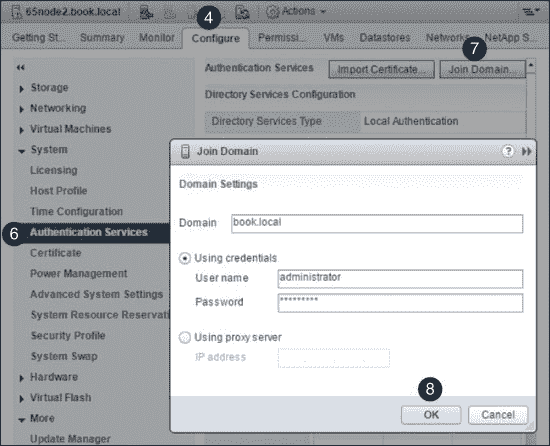 65node2.book.local
Actions
4
Getting St... Summary Monitor Configure Permissi... VMs Datastores Networks NetApp S...
7
Authentication Services Import Certificate... Join Domain...
Storage
Directory Services Configuration
Networking
Directory Services Type Local Authentication
Virtual Machines
System
Join Domain
Licensing
Host Profile
Domain Settings
Time Configuration
Domain book.local
6 Authentication Services
Certificate
Using credentials
Power Management
User name administrator
Advanced System Settings
Password *********
System Resource Reservati
Security Profile
Using proxy server
System Swap
IP address
Hardware
8
Virtual Flash
OK Cancel
More
Update Manager